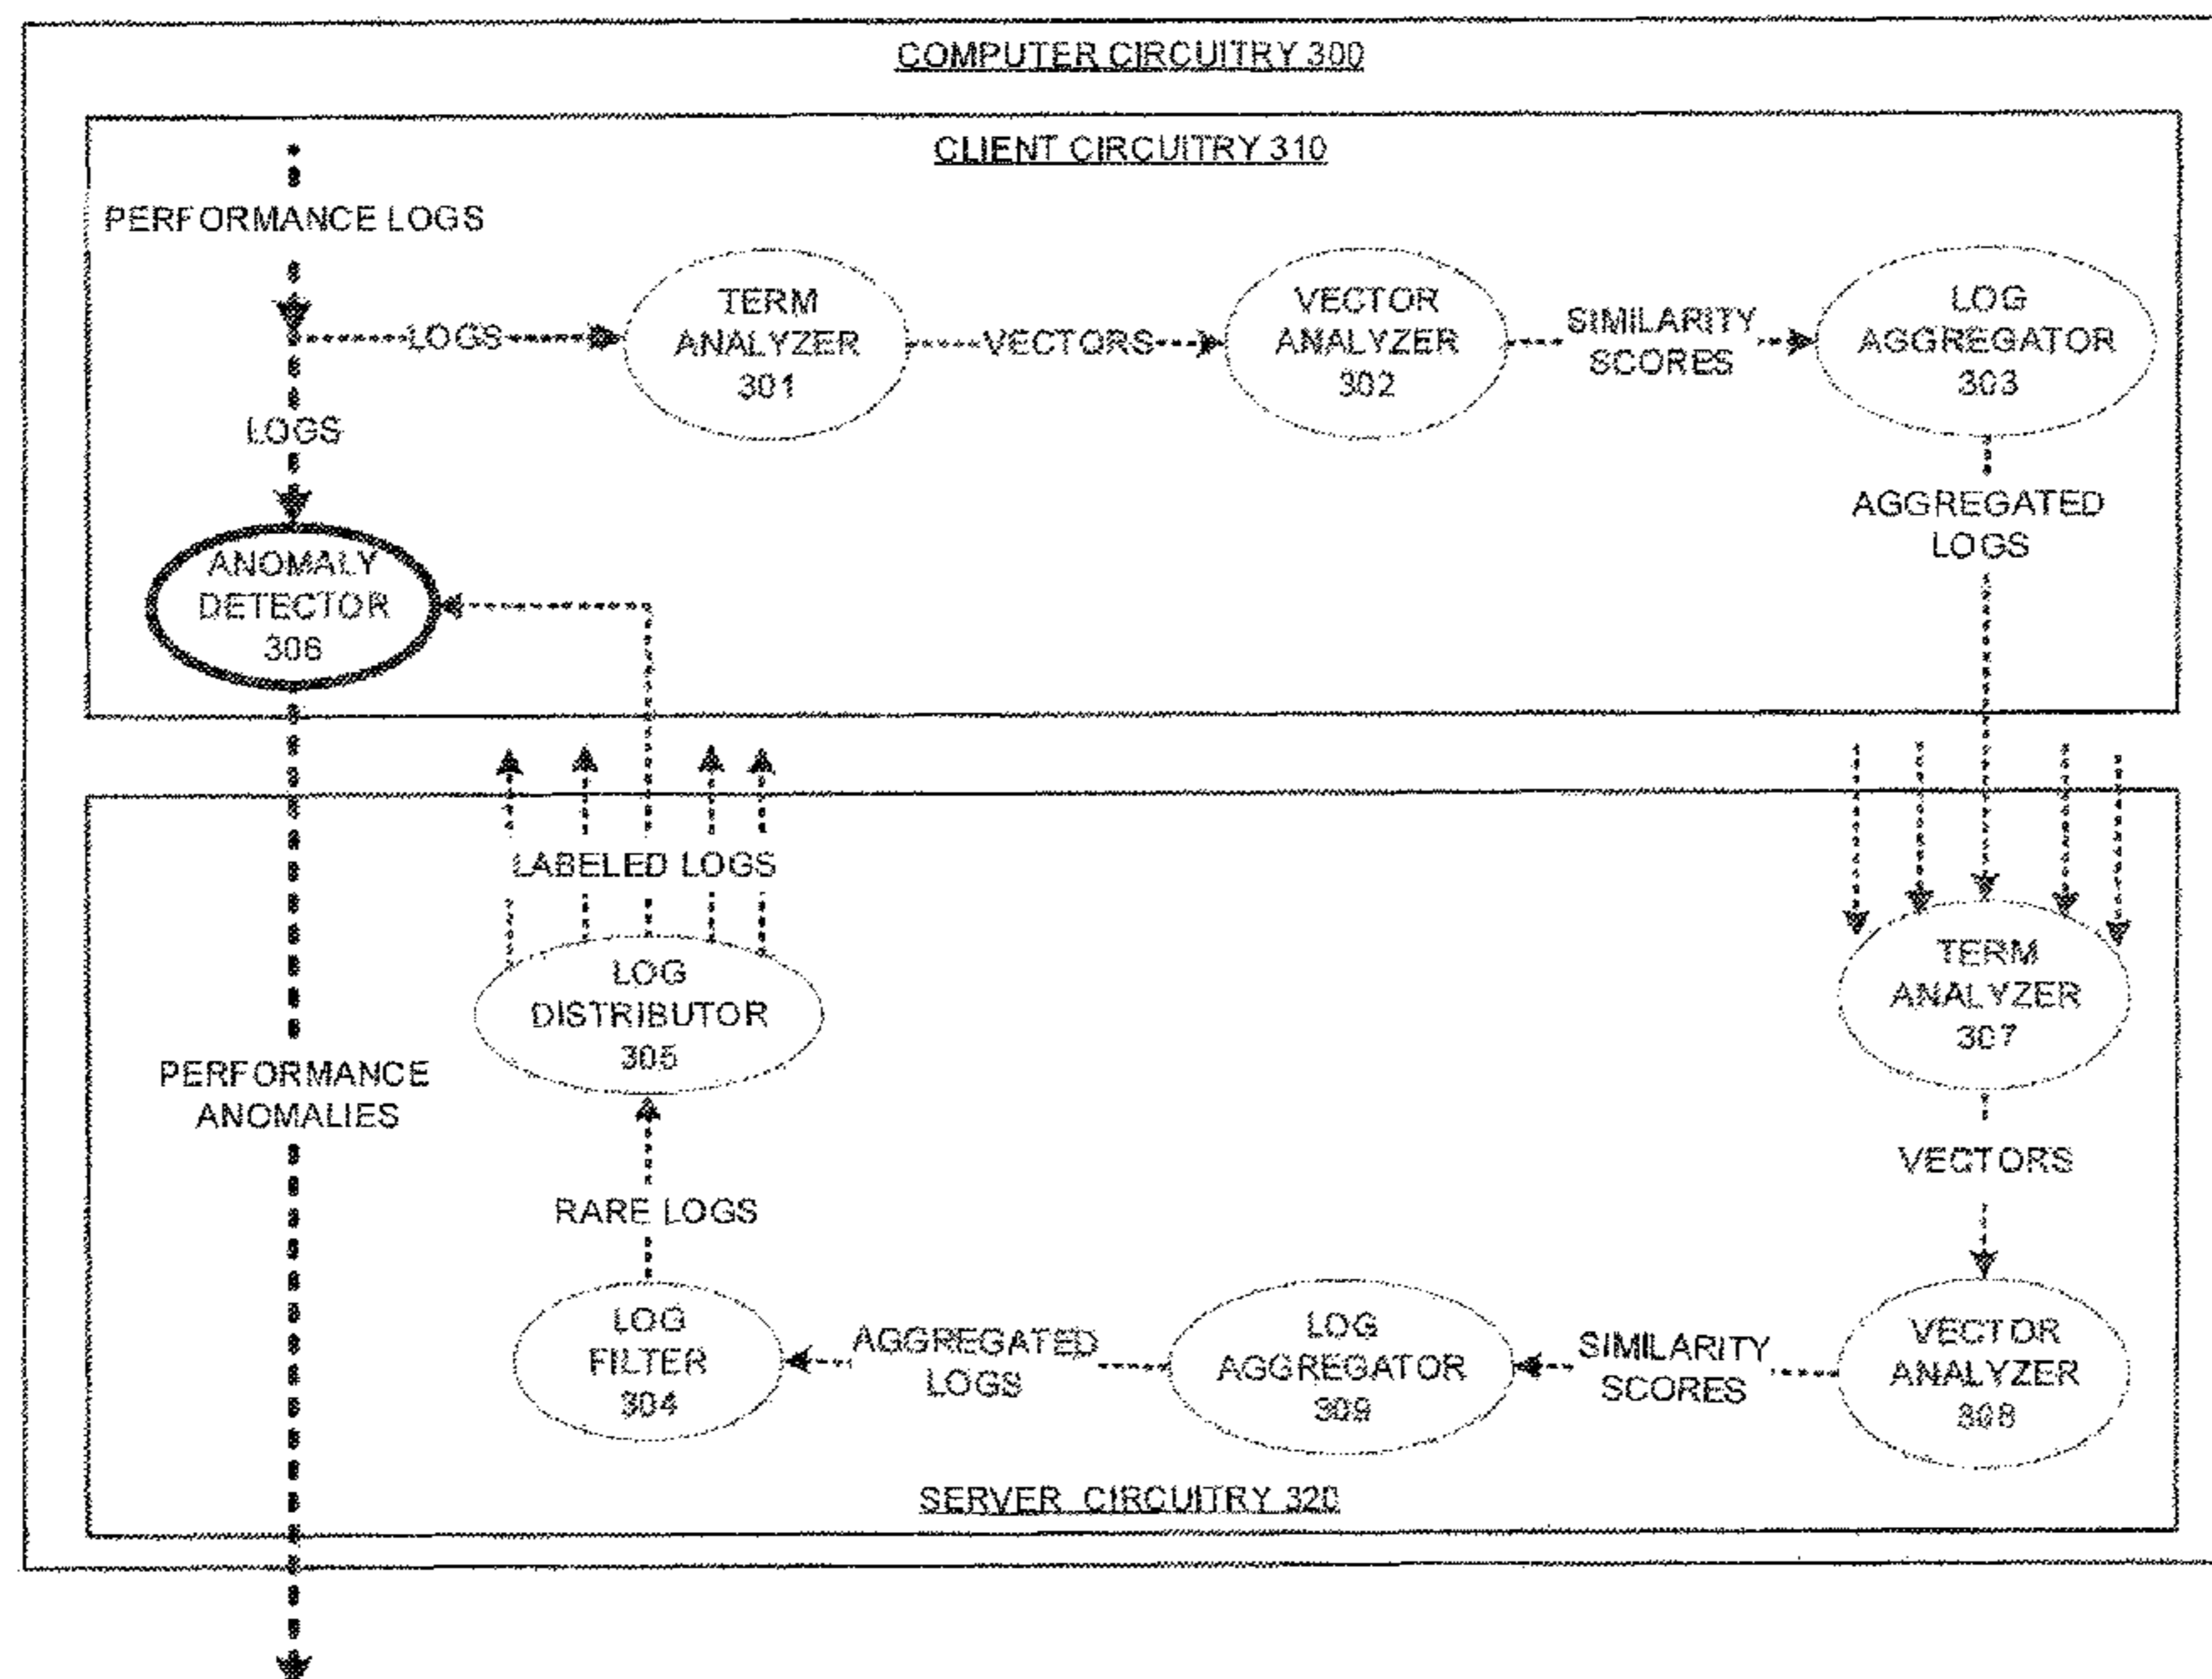 COMPUTER CIRCUITRY 300
CLIENT CIRCUITRY 310
PERFORMANCE LOGS
LOGS
TERM
ANALYZER
301
VECTORS
VECTOR
ANALYZER
302
SIMILARITY
SCORES
LOG
AGGREGATOR
303
LOGS
AGGREGATED
LOGS
ANOMALY
DETECTOR
306
LABELED LOGS
LOG
DISTRIBUTOR
305
TERM
ANALYZER
307
PERFORMANCE
ANOMALIES
VECTORS
RARE LOGS
LOG
FILTER
304
AGGREGATED
LOGS
LOG
AGGREGATOR
309
SIMILARITY
SCORES
VECTOR
ANALYZER
308
SERVER CIRCUITRY 320